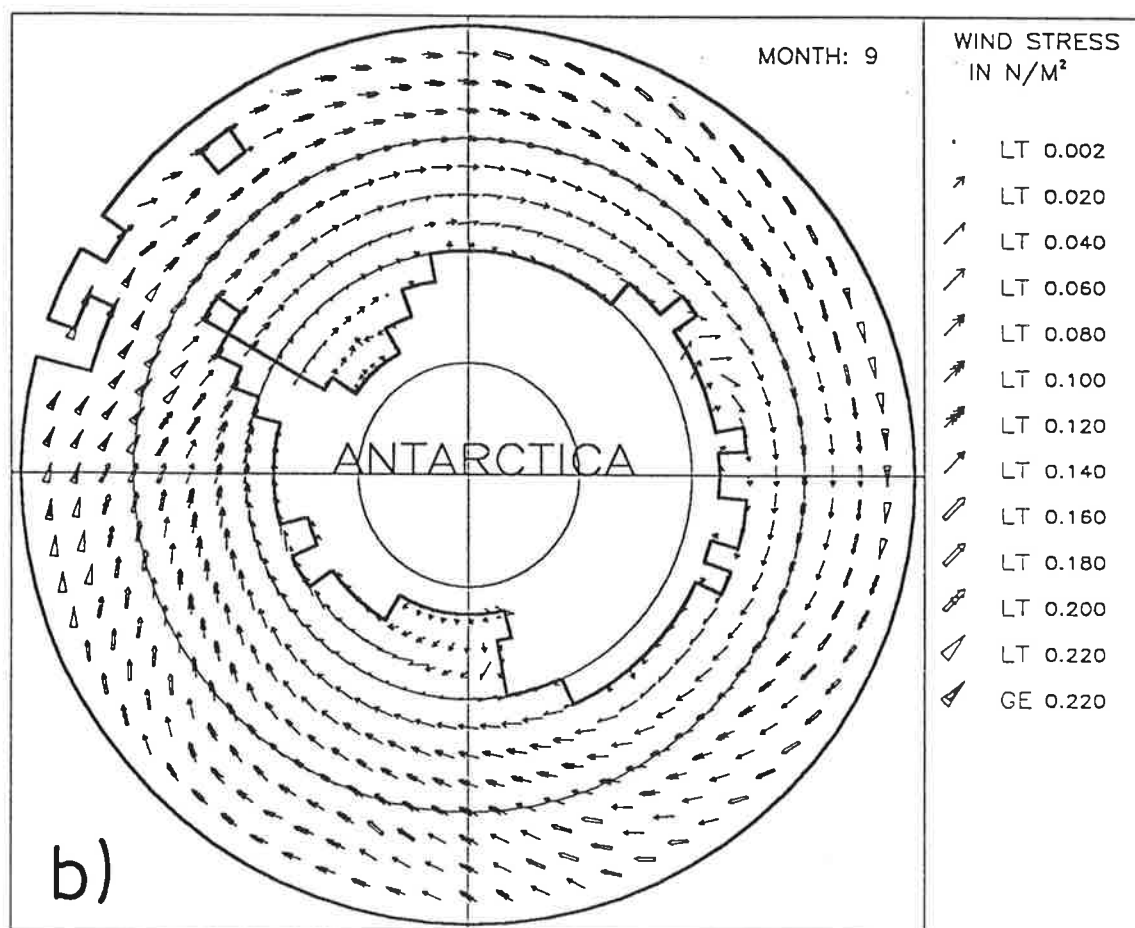 MONTH: 9
WIND STRESS
IN N/M²
LT 0.002
LT 0.020
LT 0.040
LT 0.060
LT 0.080
LT 0.100
LT 0.120
LT 0.140
LT 0.160
LT 0.180
LT 0.200
LT 0.220
GE 0.220
ANTARCTICA
b)